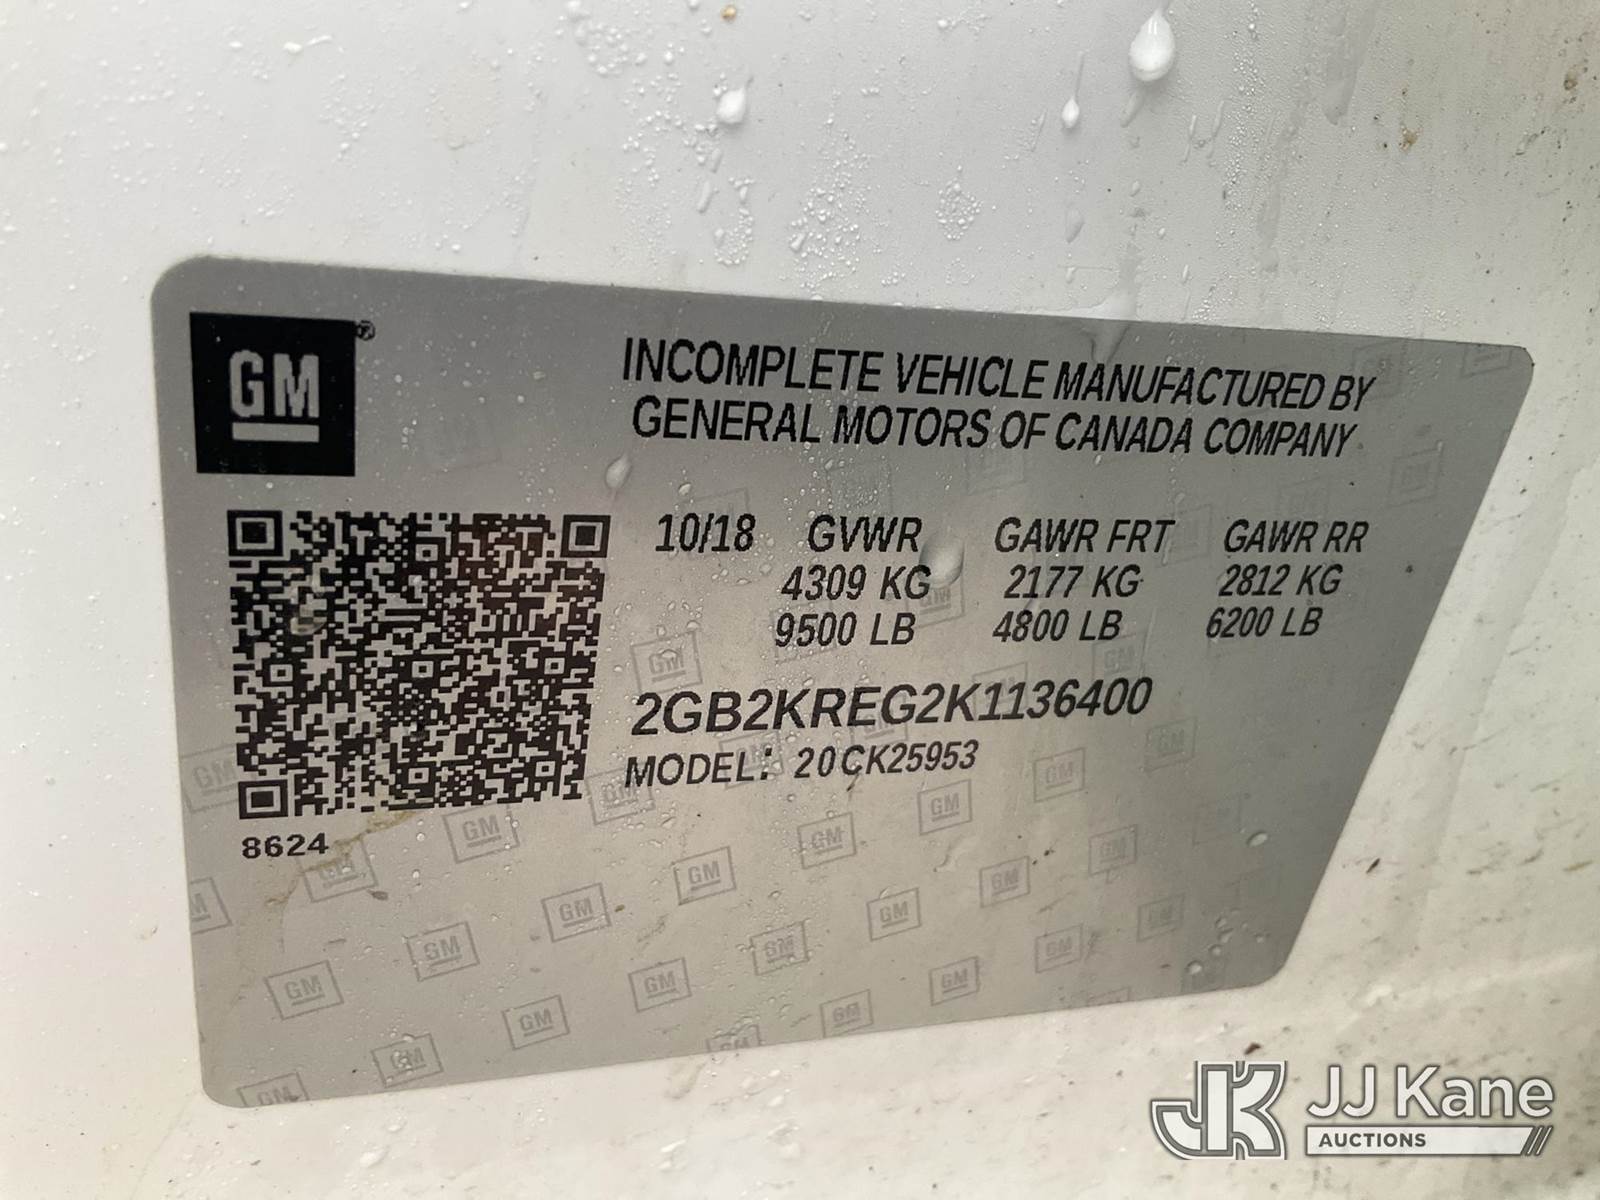 GM®
INCOMPLETE VEHICLE MANUFACTURED BY
GENERAL MOTORS OF CANADA COMPANY
10/18 GVWR GAWR FRT GAWR RR
4309 KG 2177 KG 2812 KG
9500 LB 4800 LB 6200 LB
2GB2KREG2K1136400
MODEL: 20CK25953
8624
JK JJ Kane
AUCTIONS